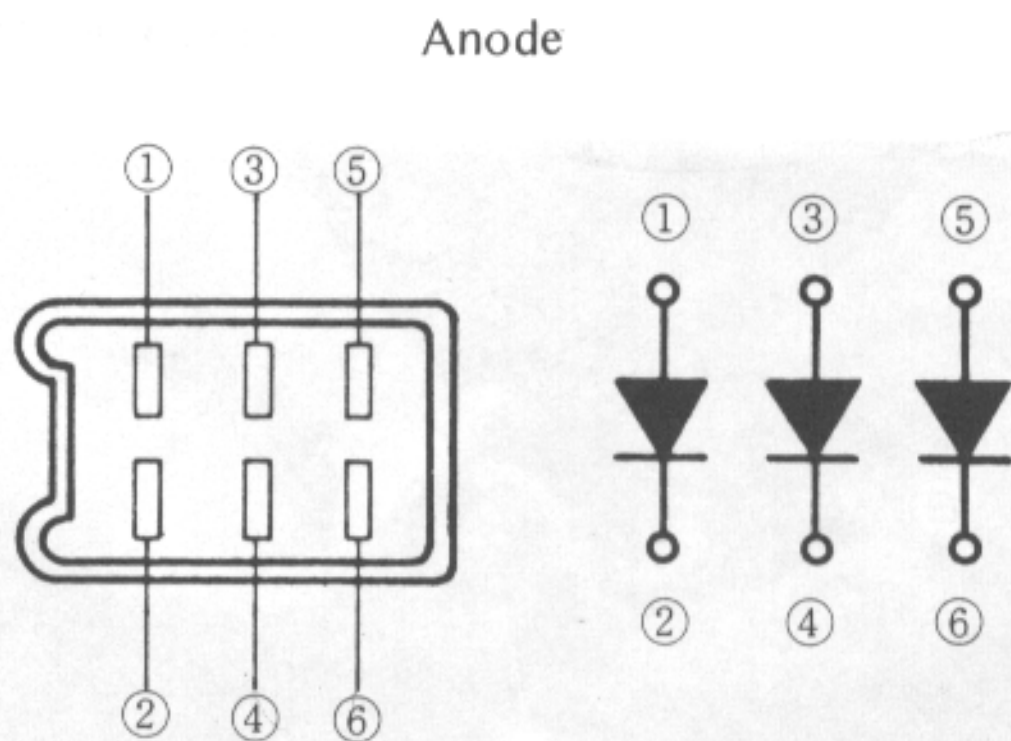 Anode
① ③ ⑤
① ③ ⑤
② ④ ⑥
② ④ ⑥